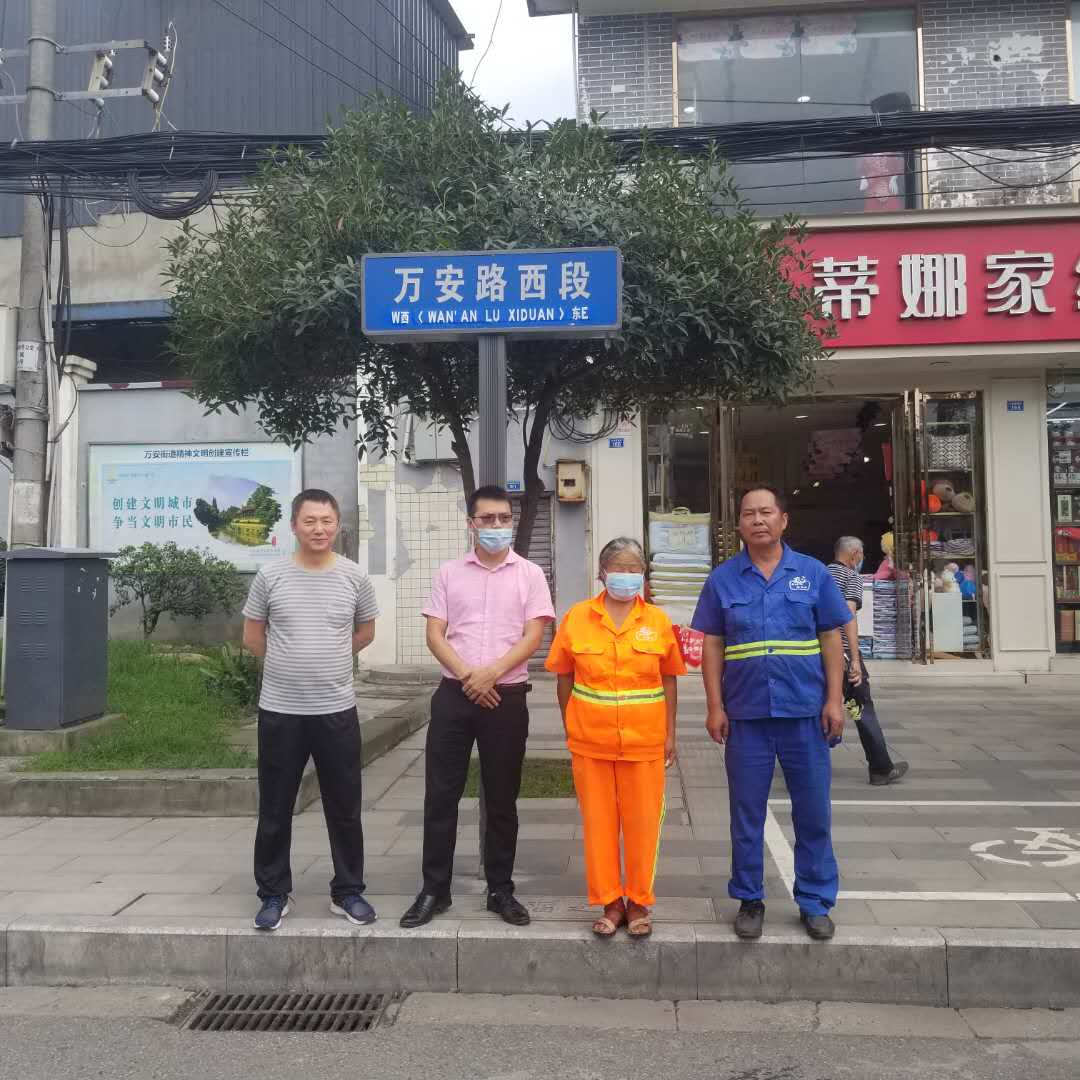 万安路西段
W西〈WAN'AN LU XIDUAN〉东E
蒂娜家
万安街道精神文明创建宣传栏
创建文明城市
争当文明市民